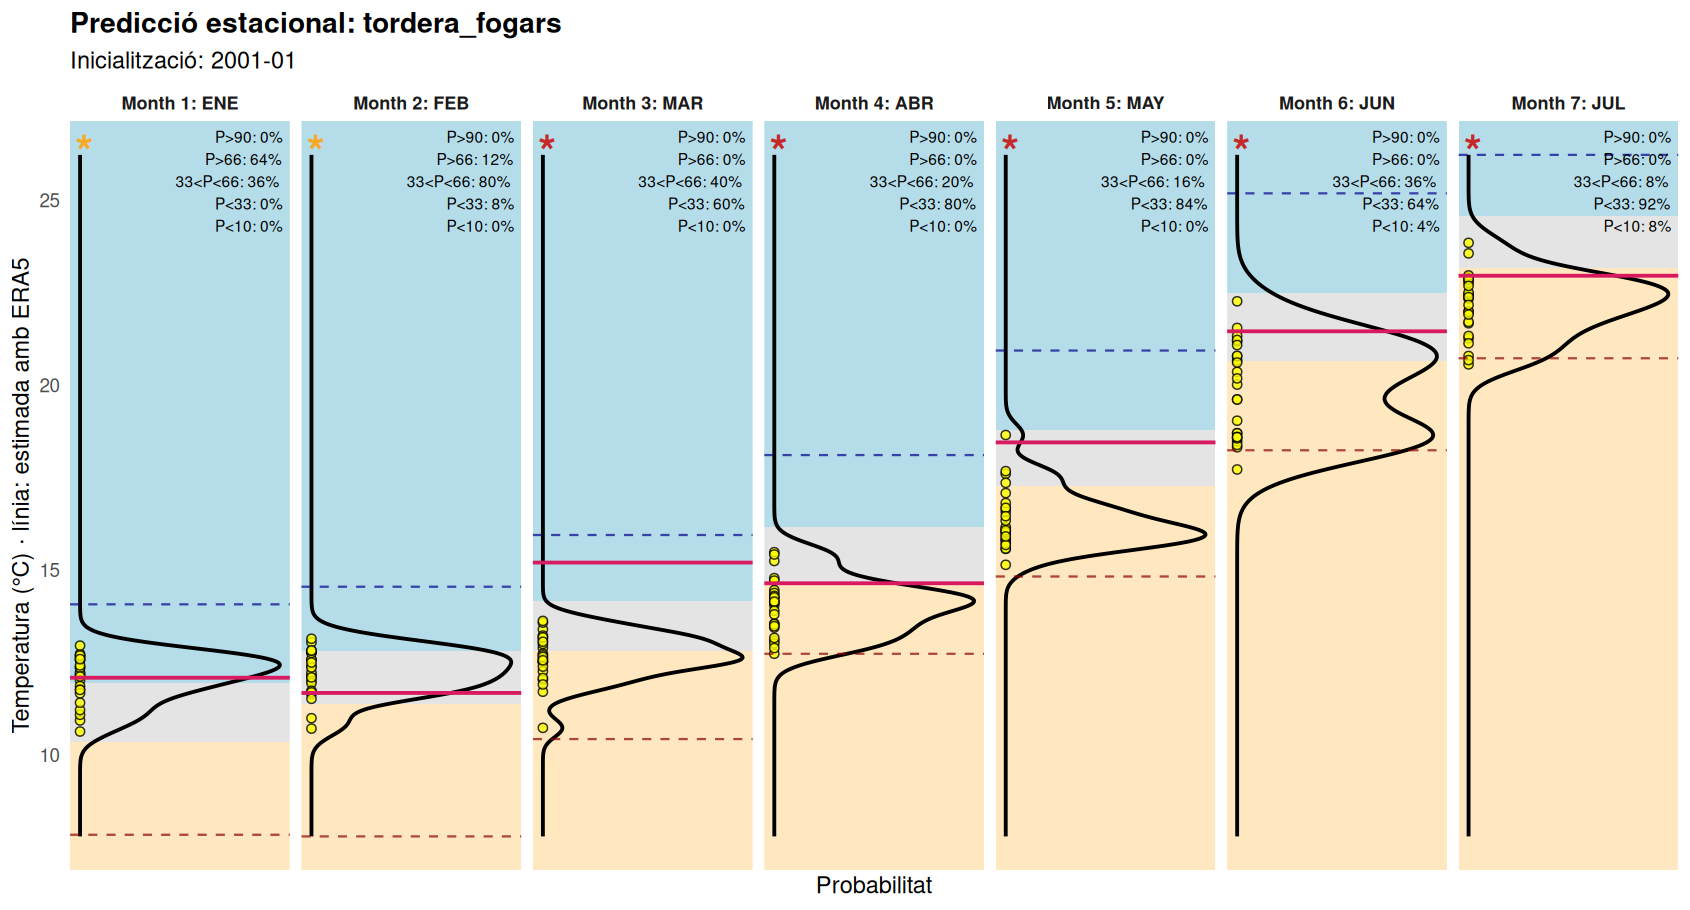 Predicció estacional: tordera_fogars
Inicialització: 2001-01
Month 1: ENE
Month 2: FEB
Month 3: MAR
Month 4: ABR
Month 5: MAY
Month 6: JUN
Month 7: JUL
*
P>90: 0%
P>66: 64%
33<P<66: 36%
P<33: 0%
P<10: 0%
*
P>90: 0%
P>66: 12%
33<P<66: 80%
P<33: 8%
P<10: 0%
*
P>90: 0%
P>66: 0%
33<P<66: 40%
P<33: 60%
P<10: 0%
*
P>90: 0%
P>66: 0%
33<P<66: 20%
P<33: 80%
P<10: 0%
*
P>90: 0%
P>66: 0%
33<P<66: 16%
P<33: 84%
P<10: 0%
*
P>90: 0%
P>66: 0%
33<P<66: 36%
P<33: 64%
P<10: 4%
*
P>90: 0%
P>66: 0%
33<P<66: 8%
P<33: 92%
P<10: 8%
25
20
15
10
Temperatura (°C) · línia: estimada amb ERA5
Probabilitat